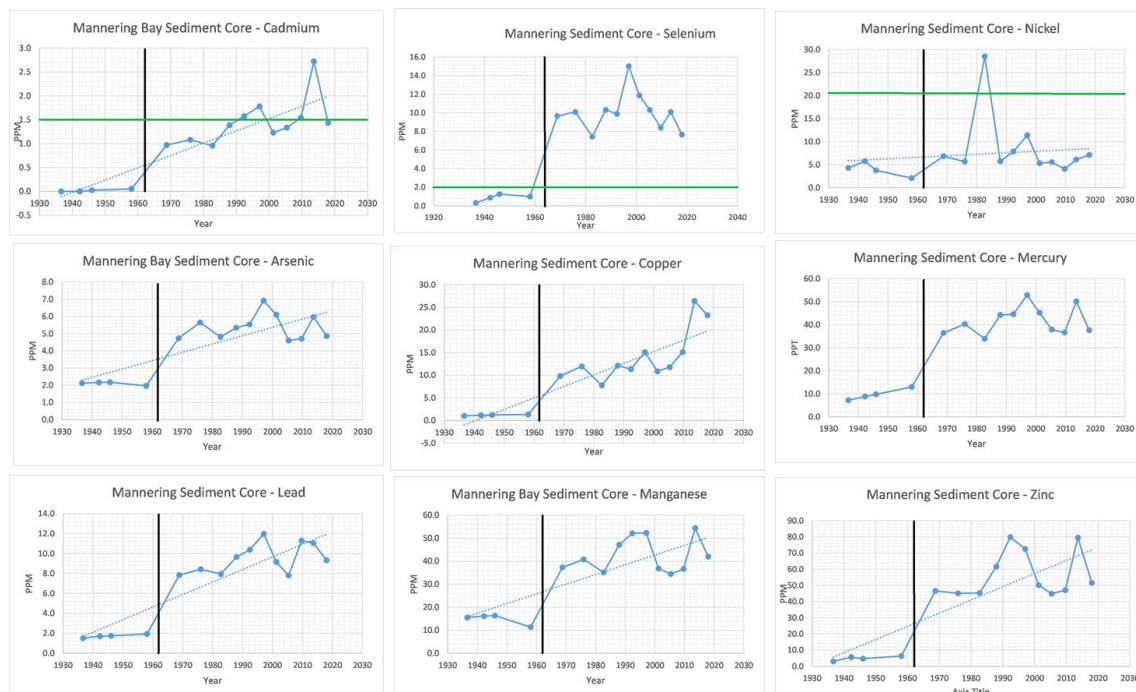 Mannering Bay Sediment Core - Cadmium
3.0
2.5
2.0
1.5
1.0
0.5
0.0
-0.5
PPM
1930 1940 1950 1960 1970 1980 1990 2000 2010 2020 2030
Year
Mannering Sediment Core - Selenium
16.0
14.0
12.0
10.0
8.0
6.0
4.0
2.0
0.0
PPM
1920 1940 1960 1980 2000 2020 2040
Year
Mannering Sediment Core - Nickel
30.0
25.0
20.0
15.0
10.0
5.0
0.0
PPM
1930 1940 1950 1960 1970 1980 1990 2000 2010 2020 2030
Year
Mannering Bay Sediment Core - Arsenic
8.0
7.0
6.0
5.0
4.0
3.0
2.0
1.0
0.0
PPM
1930 1940 1950 1960 1970 1980 1990 2000 2010 2020 2030
Year
Mannering Sediment Core - Copper
30.0
25.0
20.0
15.0
10.0
5.0
0.0
-5.0
PPM
1930 1940 1950 1960 1970 1980 1990 2000 2010 2020 2030
Year
Mannering Sediment Core - Mercury
60.0
50.0
40.0
30.0
20.0
10.0
0.0
PPT
1930 1940 1950 1960 1970 1980 1990 2000 2010 2020 2030
Year
Mannering Sediment Core - Lead
14.0
12.0
10.0
8.0
6.0
4.0
2.0
0.0
PPM
1930 1940 1950 1960 1970 1980 1990 2000 2010 2020 2030
Year
Mannering Bay Sediment Core - Manganese
60.0
50.0
40.0
30.0
20.0
10.0
0.0
PPM
1930 1940 1950 1960 1970 1980 1990 2000 2010 2020 2030
Year
Mannering Sediment Core - Zinc
90.0
80.0
70.0
60.0
50.0
40.0
30.0
20.0
10.0
0.0
PPM
1930 1940 1950 1960 1970 1980 1990 2000 2010 2020 2030
Axis Title